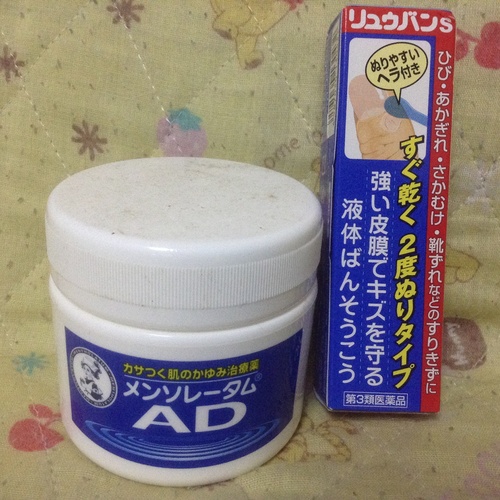 リュウバンS
ぬりやすい
ヘラ付き
ひび・あかぎれ・さかむけ・靴ずれなどのすりきずに
すぐ乾く 2度ぬりタイプ
強い皮膜でキズを守る
液体ばんそうこう
第3類医薬品
カサつく肌のかゆみ治療薬
メンソレータム®
AD